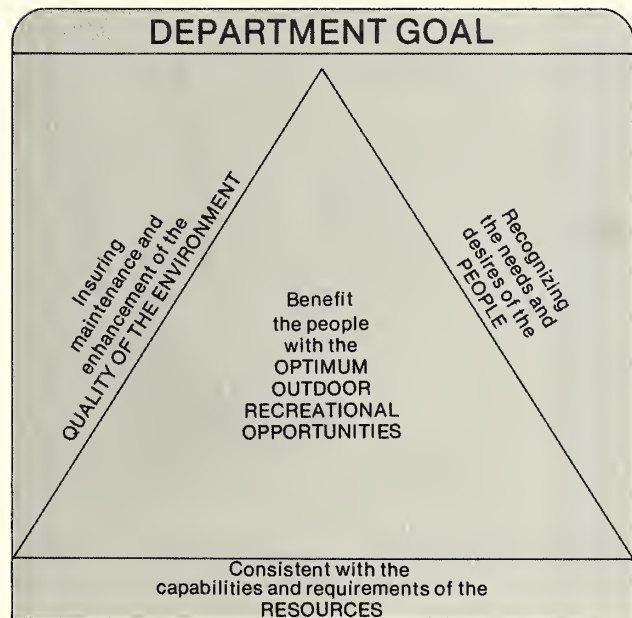 DEPARTMENT GOAL
Insuring
maintenance and
enhancement of the
QUALITY OF THE ENVIRONMENT
Recognizing
the needs and
desires of the
PEOPLE
Benefit
the people
with the
OPTIMUM
OUTDOOR
RECREATIONAL
OPPORTUNITIES
Consistent with the
capabilities and requirements of the
RESOURCES